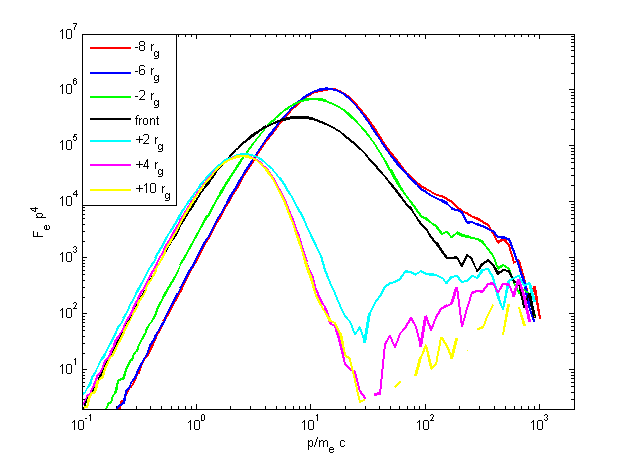 10^7
10^6
10^5
10^4
10^3
10^2
10^1
F_e p^4
-8 r_g
-6 r_g
-2 r_g
front
+2 r_g
+4 r_g
+10 r_g
10^-1
10^0
10^1
10^2
10^3
p/m_e c